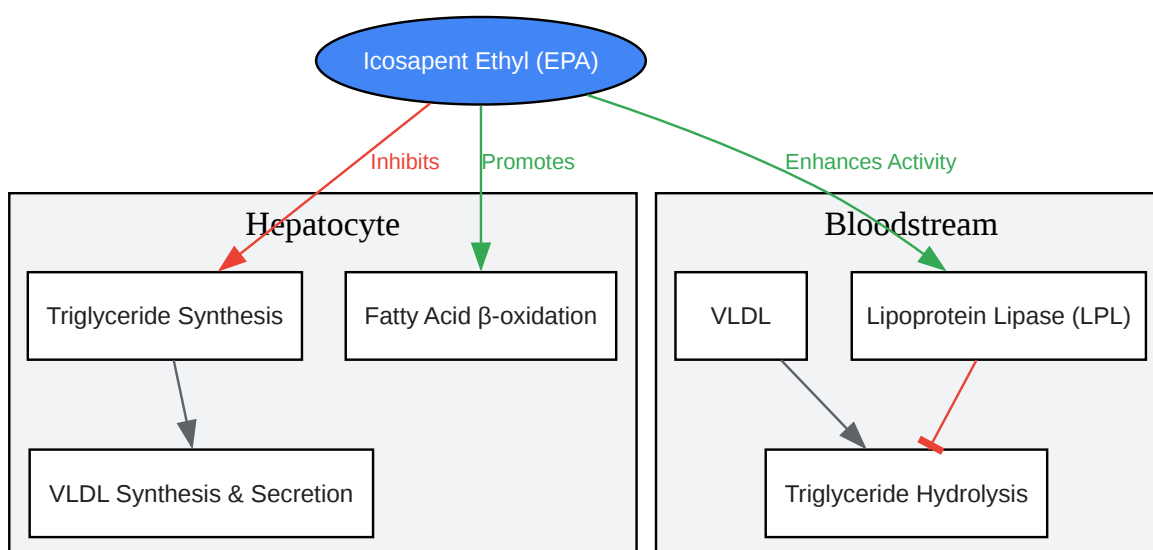 Icosapent Ethyl (EPA)
Inhibits
Promotes
Enhances Activity
Hepatocyte
Bloodstream
Triglyceride Synthesis
Fatty Acid β-oxidation
VLDL
Lipoprotein Lipase (LPL)
VLDL Synthesis & Secretion
Triglyceride Hydrolysis